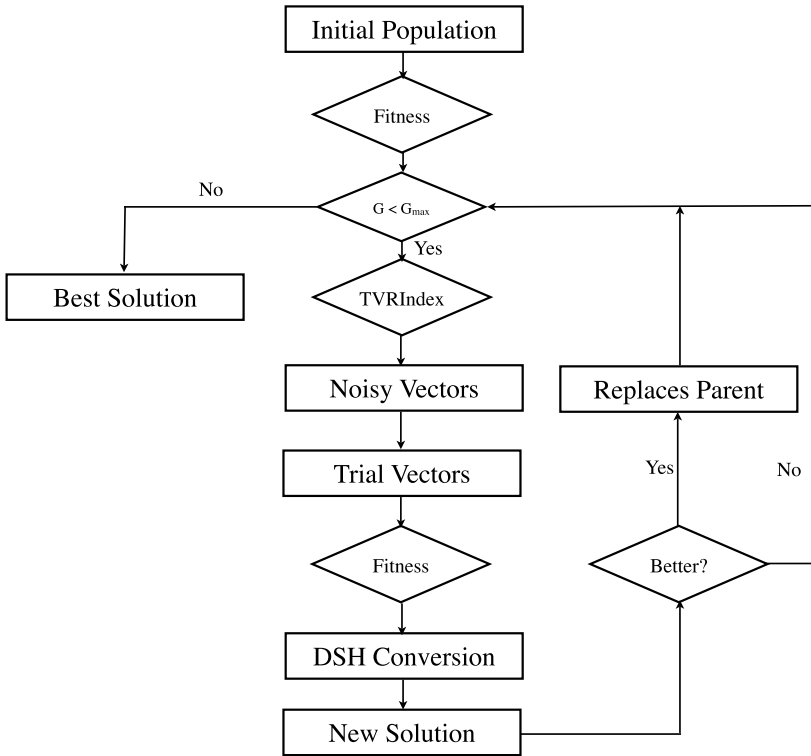 Initial Population
Fitness
No
G < Gmax
Yes
Best Solution
TVRIndex
Noisy Vectors
Replaces Parent
Trial Vectors
Yes
No
Fitness
Better?
DSH Conversion
New Solution